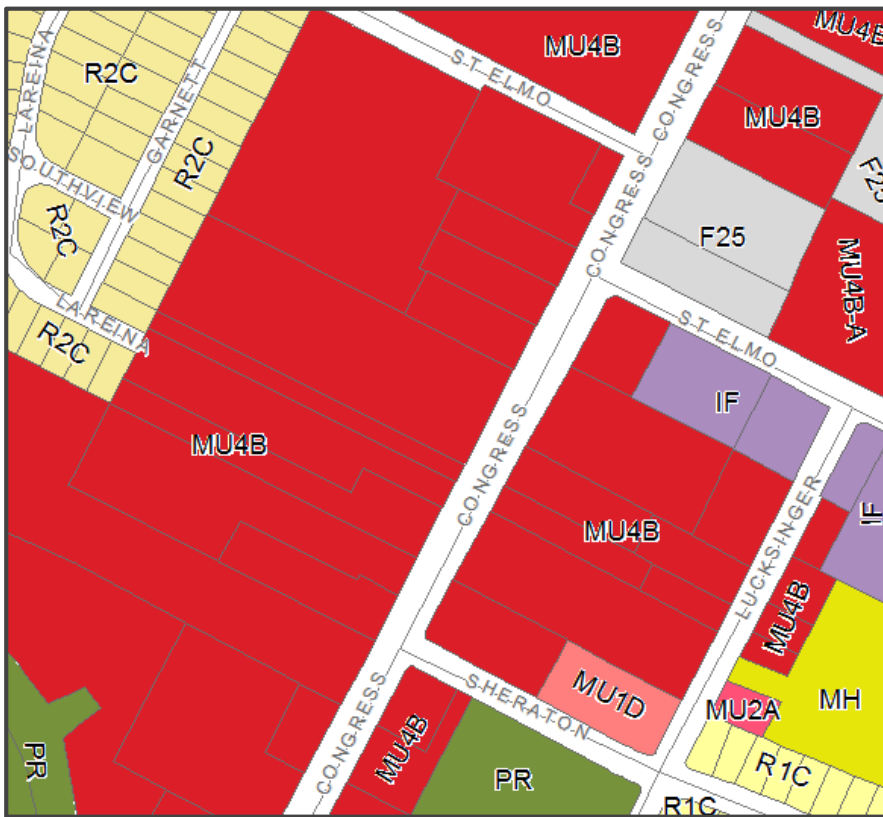 LAREINA
R2C
GARNETT
R2C
SOUTHVIEW
R2C
LAREINA
R2C
ST ELMO
MU4B
CONGRESS
CONGRESS
MU4B
MU4B
F25
F25
MU4B-A
ST ELMO
IF
IF
MU4B
CONGRESS
MU4B
LUCKSINGER
MU4B
SHERATON
MU1D
MU2A
MH
CONGRESS
MU4B
PR
PR
R1C
R1C